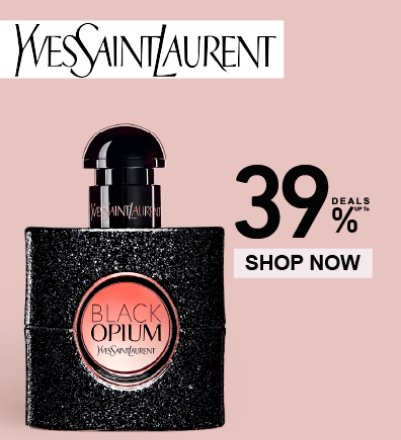 YVESSAINTLAURENT
39%
DEALS
UP To
SHOP NOW
YVESSAINTLAURENT
BLACK
OPIUM
YVESSAINTLAURENT